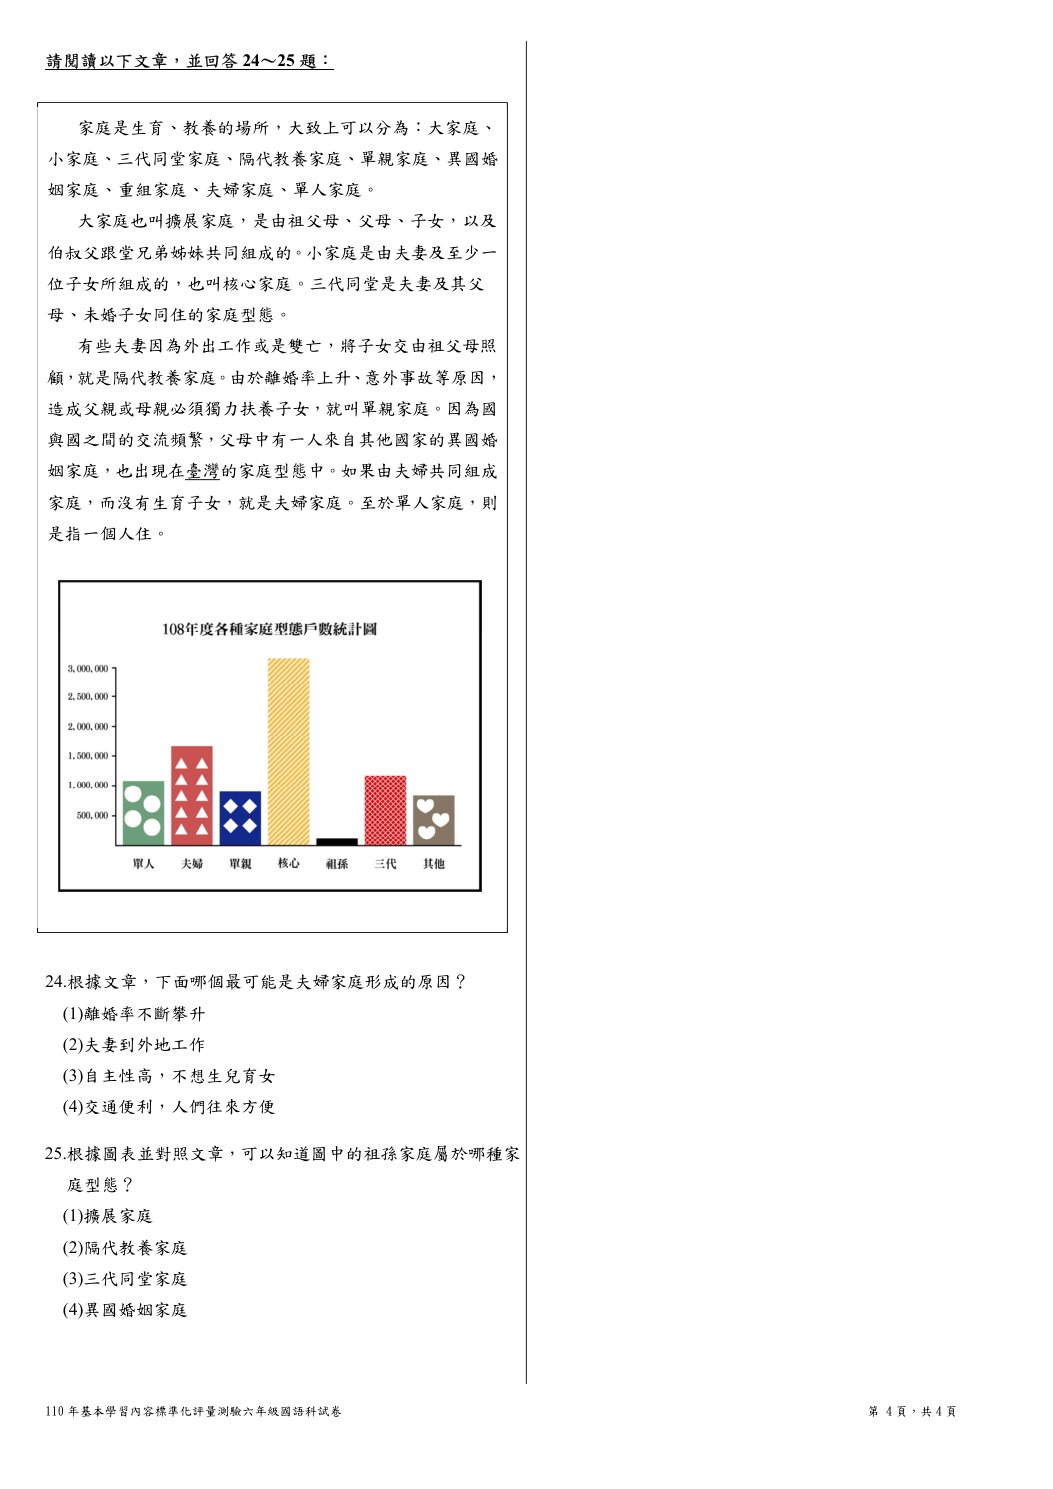 請閱讀以下文章，並回答 24～25 題：
家庭是生育、教養的場所，大致上可以分為：大家庭、
小家庭、三代同堂家庭、隔代教養家庭、單親家庭、異國婚
姻家庭、重組家庭、夫婦家庭、單人家庭。
大家庭也叫擴展家庭，是由祖父母、父母、子女，以及
伯叔父跟堂兄弟姊妹共同組成的。小家庭是由夫妻及至少一
位子女所組成的，也叫核心家庭。三代同堂是夫妻及其父
母、未婚子女同住的家庭型態。
有些夫妻因為外出工作或是雙亡，將子女交由祖父母照
顧，就是隔代教養家庭。由於離婚率上升、意外事故等原因，
造成父親或母親必須獨力扶養子女，就叫單親家庭。因為國
與國之間的交流頻繁，父母中有一人來自其他國家的異國婚
姻家庭，也出現在臺灣的家庭型態中。如果由夫婦共同組成
家庭，而沒有生育子女，就是夫婦家庭。至於單人家庭，則
是指一個人住。
108年度各種家庭型態戶數統計圖
3,000,000
2,500,000
2,000,000
1,500,000
1,000,000
500,000
單人 夫婦 單親 核心 祖孫 三代 其他
24.根據文章，下面哪個最可能是夫婦家庭形成的原因？
(1)離婚率不斷攀升
(2)夫妻到外地工作
(3)自主性高，不想生兒育女
(4)交通便利，人們往來方便
25.根據圖表並對照文章，可以知道圖中的祖孫家庭屬於哪種家
庭型態？
(1)擴展家庭
(2)隔代教養家庭
(3)三代同堂家庭
(4)異國婚姻家庭
110 年基本學習內容標準化評量測驗六年級國語科試卷
第 4 頁，共 4 頁